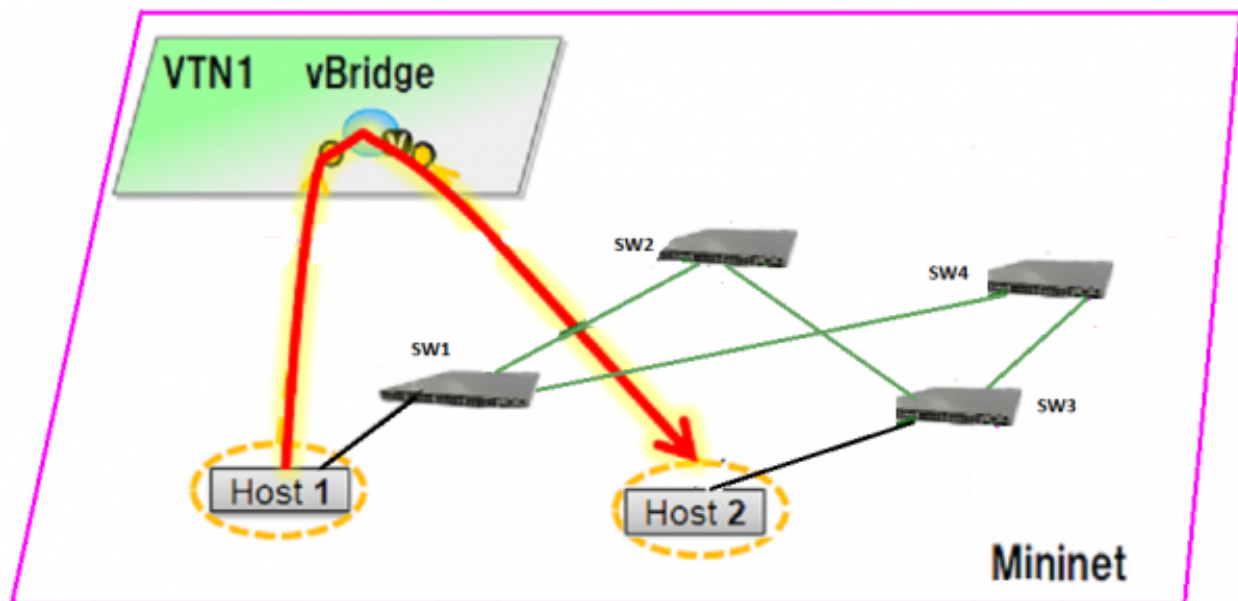 VTN1 vBridge
SW2
SW4
SW1
SW3
Host 1
Host 2
Mininet